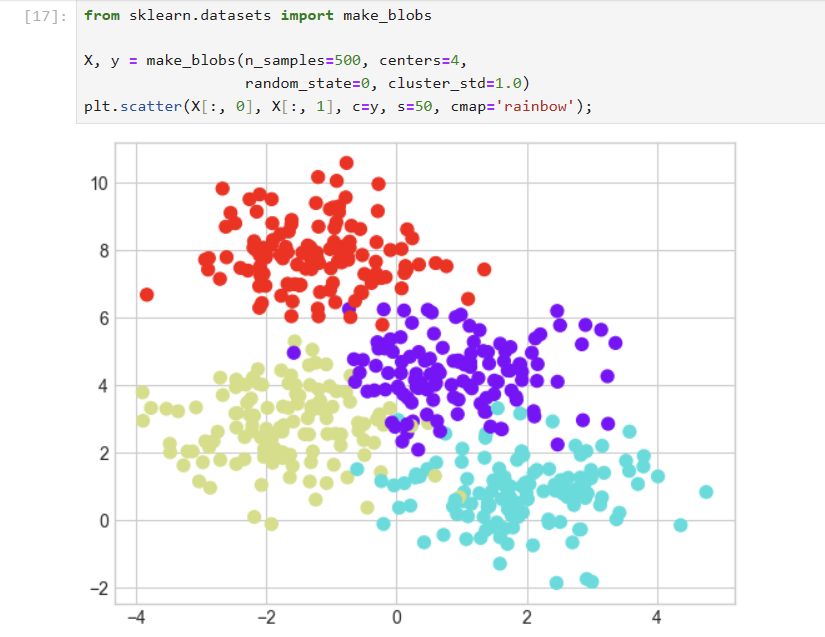 [17]: from sklearn.datasets import make_blobs
X, y = make_blobs(n_samples=500, centers=4,
random_state=0, cluster_std=1.0)
plt.scatter(X[:, 0], X[:, 1], c=y, s=50, cmap='rainbow');
10
8
6
4
2
0
−2
−4 −2 0 2 4